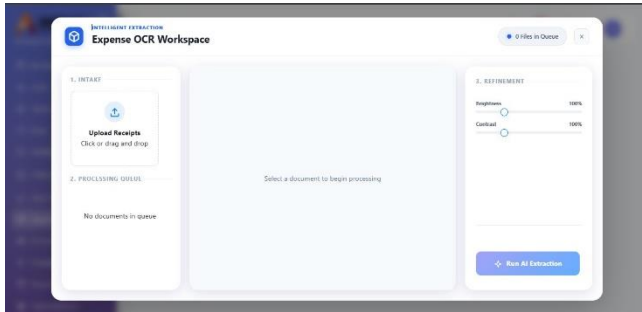 INTELLIGENT EXTRACTION
Expense OCR Workspace
0 Files in Queue
×
1. INTAKE
Upload Receipts
Click or drag and drop
2. PROCESSING QUEUE
No documents in queue
Select a document to begin processing
3. REFINEMENT
Brightness 100%
Contrast 100%
Run AI Extraction